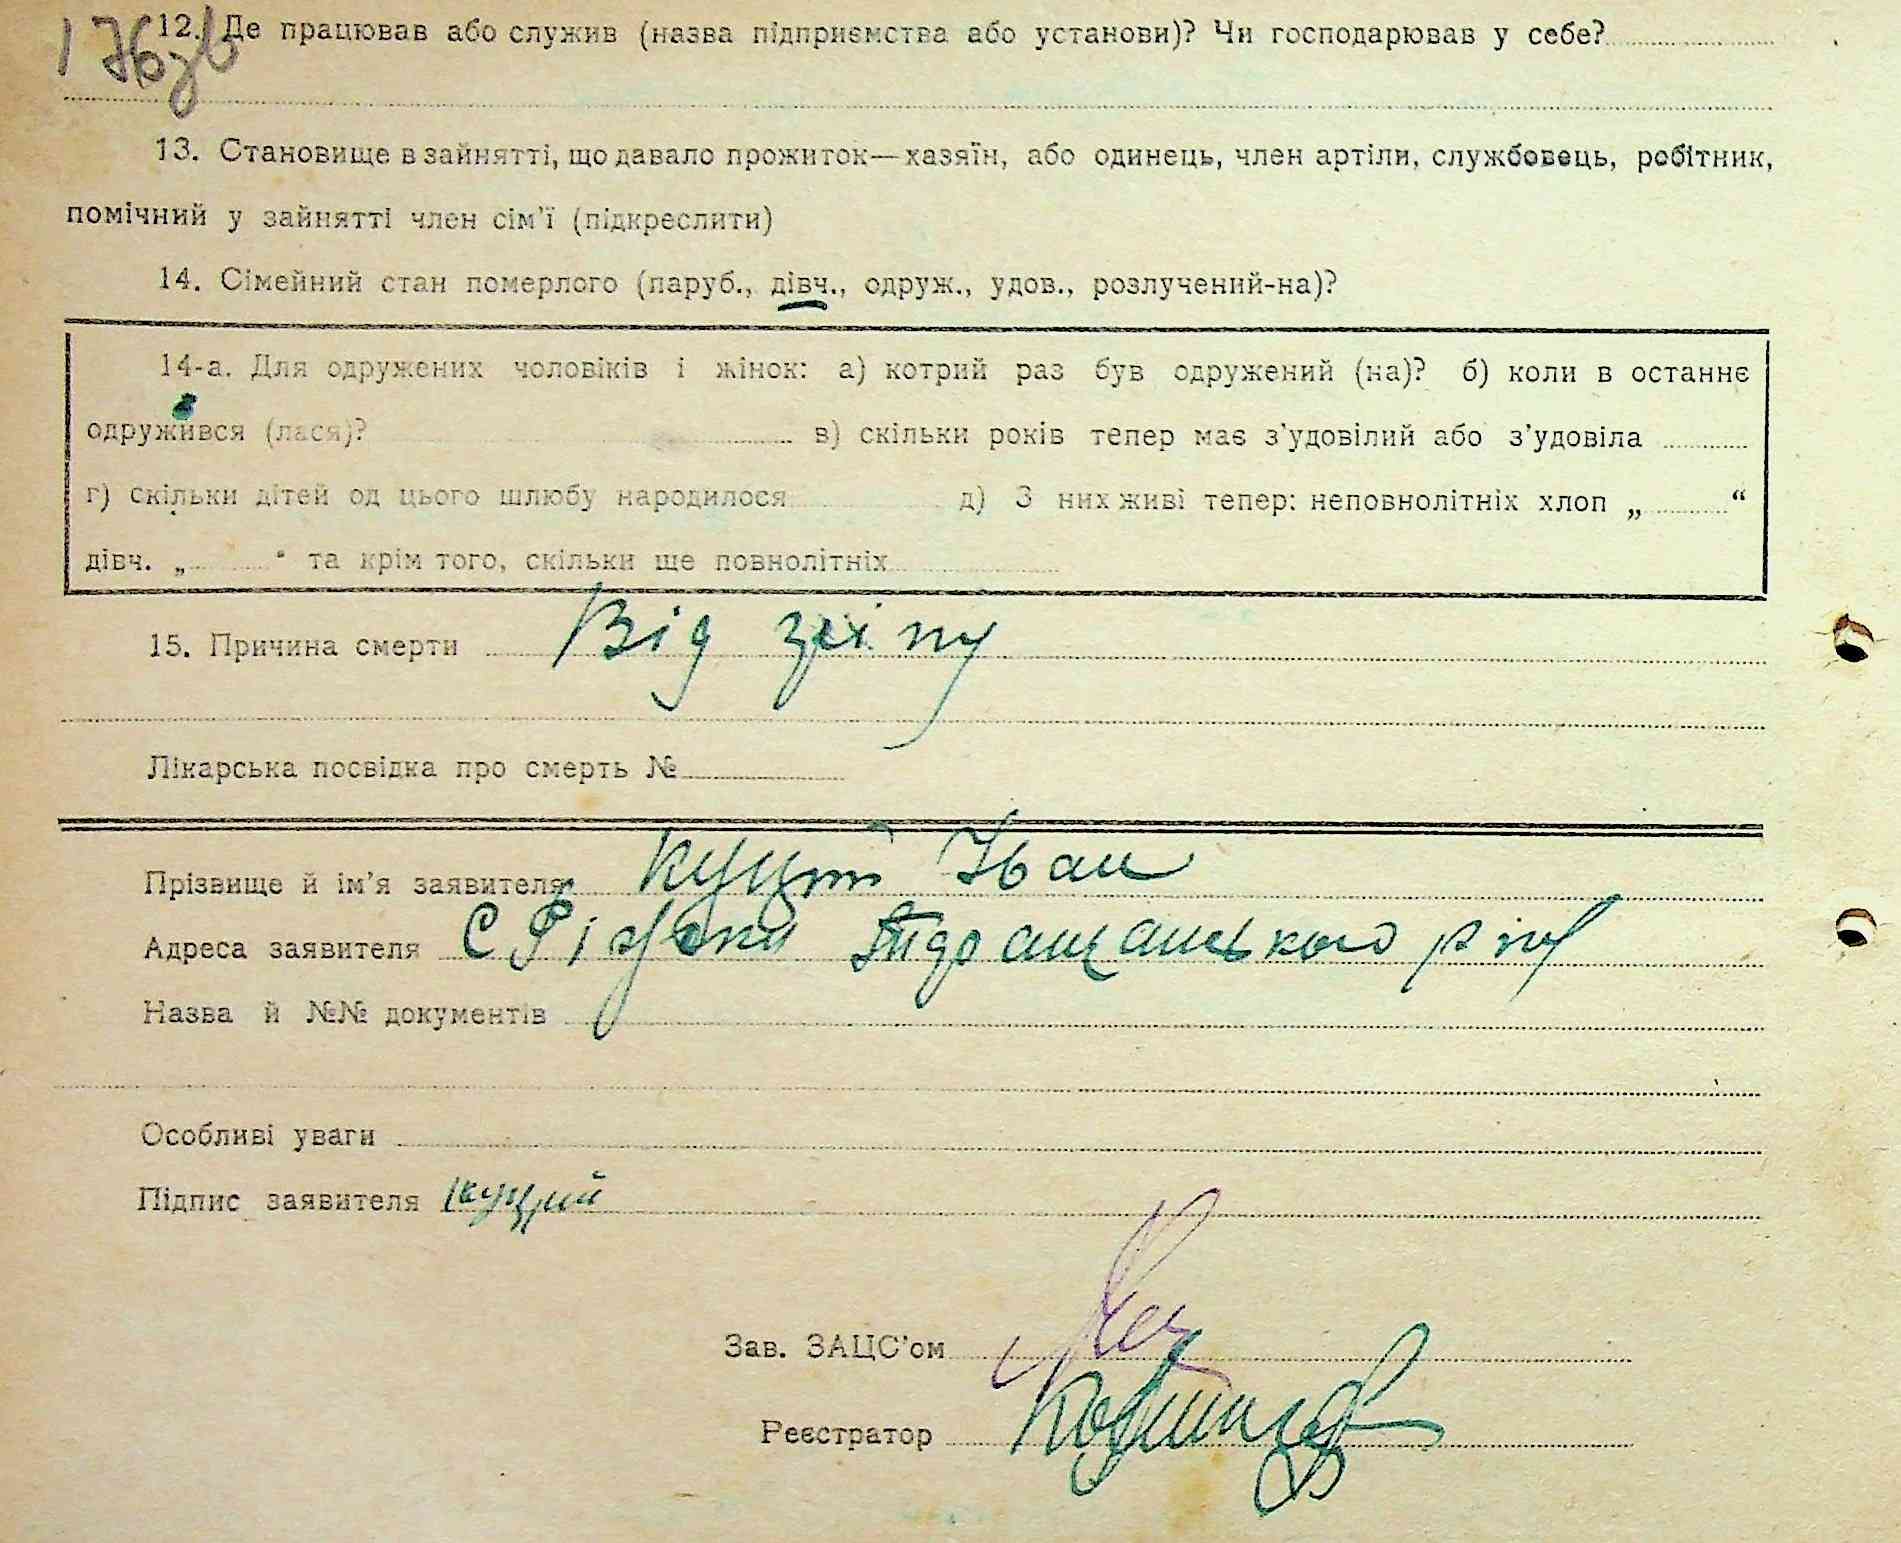 12. Де працював або служив (назва підприємства або установи)? Чи господарював у себе?
13. Становище в зайнятті, що давало прожиток—хазяїн, або одинець, член артіли, службовець, робітник,
помічний у зайнятті член сім'ї (підкреслити)
14. Сімейний стан померлого (паруб., дівч., одруж., удов., розлучений-на)?
14-а. Для одружених чоловіків і жінок: а) котрий раз був одружений (на)? б) коли в останнє
одружився (лася)? в) скільки років тепер має з'удовілий або з'удовіла
г) скільки дітей од цього шлюбу народилося д) З них живі тепер: неповнолітніх хлоп „ “
дівч. „ “ та крім того, скільки ще повнолітніх
15. Причина смерти Від
Лікарська посвідка про смерть №
Прізвище й ім'я заявителя Куций Іван
Адреса заявителя С
Назва й №№ документів
Особливі уваги
Підпис заявителя Куций
Зав. ЗАЦС'ом
Реєстратор